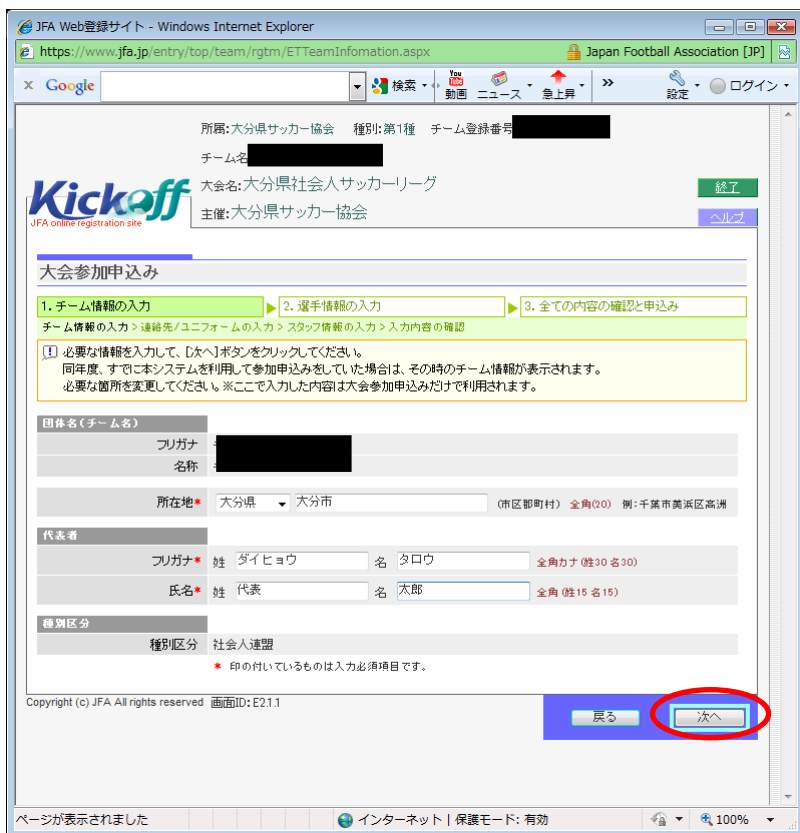 JFA Web登録サイト - Windows Internet Explorer
https://www.jfa.jp/entry/top/team/rgtm/ETTeamInfomation.aspx
Japan Football Association [JP]
x Google 検索 You Tube 動画 ニュース 急上昇 » 設定 ログイン
所属:大分県サッカー協会 種別:第1種 チーム登録番号
チーム名
大会名:大分県社会人サッカーリーグ
主催:大分県サッカー協会
Kickoff
JFA online registration site
終了
ヘルプ
大会参加申込み
1. チーム情報の入力 2. 選手情報の入力 3. 全ての内容の確認と申込み
チーム情報の入力 > 連絡先/ユニフォームの入力 > スタッフ情報の入力 > 入力内容の確認
必要な情報を入力して、[次へ]ボタンをクリックしてください。
同年度、すでに本システムを利用して参加申込みをしていた場合は、その時のチーム情報が表示されます。
必要な箇所を変更してください。※ここで入力した内容は大会参加申込みだけで利用されます。
団体名(チーム名)
フリガナ
名称
所在地* 大分県 大分市 (市区郡町村) 全角(20) 例:千葉市美浜区高洲
代表者
フリガナ* 姓 ダイヒョウ 名 タロウ 全角カナ(姓30 名30)
氏名* 姓 代表 名 太郎 全角(姓15 名15)
種別区分
種別区分 社会人連盟
* 印の付いているものは入力必須項目です。
Copyright (c) JFA All rights reserved 画面ID:E2.1.1
戻る 次へ
ページが表示されました インターネット | 保護モード: 有効 100%